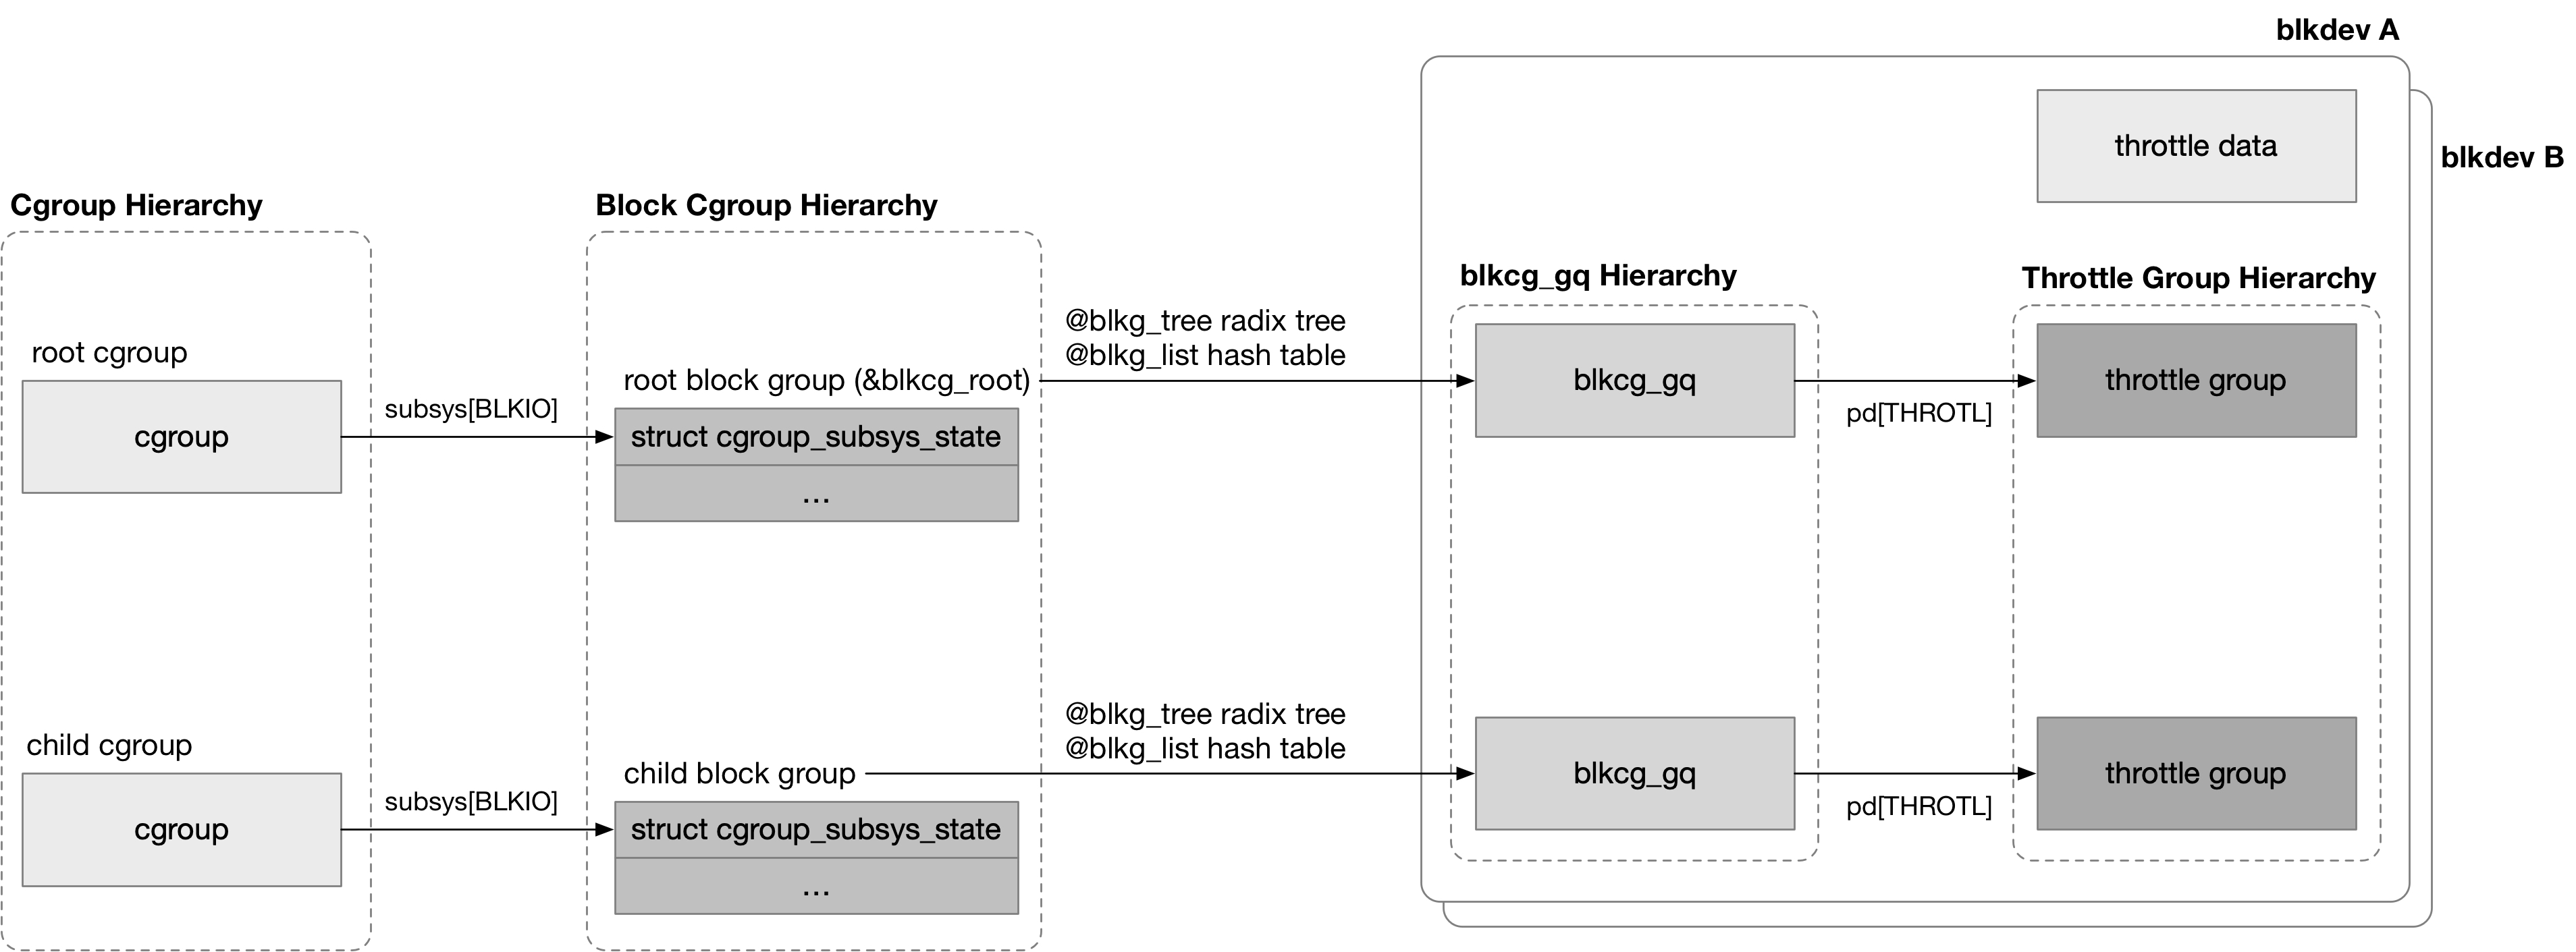 blkdev A
throttle data
blkdev B
Cgroup Hierarchy
Block Cgroup Hierarchy
blkcg_gq Hierarchy
Throttle Group Hierarchy
@blkg_tree radix tree
@blkg_list hash table
root cgroup
root block group (&blkcg_root)
blkcg_gq
throttle group
subsys[BLKIO]
pd[THROTL]
cgroup
struct cgroup_subsys_state
...
@blkg_tree radix tree
@blkg_list hash table
child cgroup
child block group
blkcg_gq
throttle group
subsys[BLKIO]
pd[THROTL]
cgroup
struct cgroup_subsys_state
...